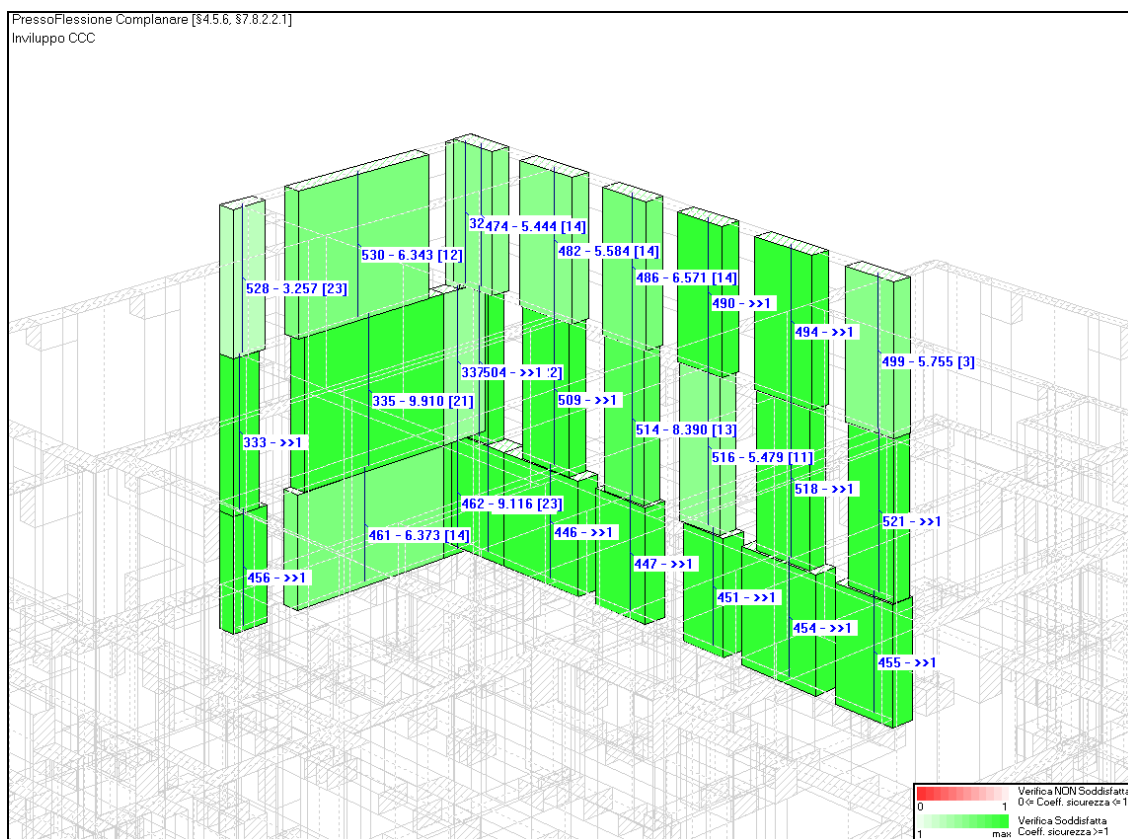 PressoFlessione Complanare [§4.5.6, §7.8.2.2.1]
Inviluppo CCC
32
474 - 5.444 [14]
530 - 6.343 [12]
482 - 5.584 [14]
486 - 6.571 [14]
528 - 3.257 [23]
490 - >>1
494 - >>1
499 - 5.755 [3]
337
504 - >>1
2]
335 - 9.910 [21]
509 - >>1
514 - 8.390 [13]
333 - >>1
516 - 5.479 [11]
518 - >>1
521 - >>1
462 - 9.116 [23]
461 - 6.373 [14]
446 - >>1
447 - >>1
456 - >>1
451 - >>1
454 - >>1
455 - >>1
Verifica NON Soddisfatta
0 <= Coeff. sicurezza <= 1
0 1
Verifica Soddisfatta
Coeff. sicurezza >=1
1 max